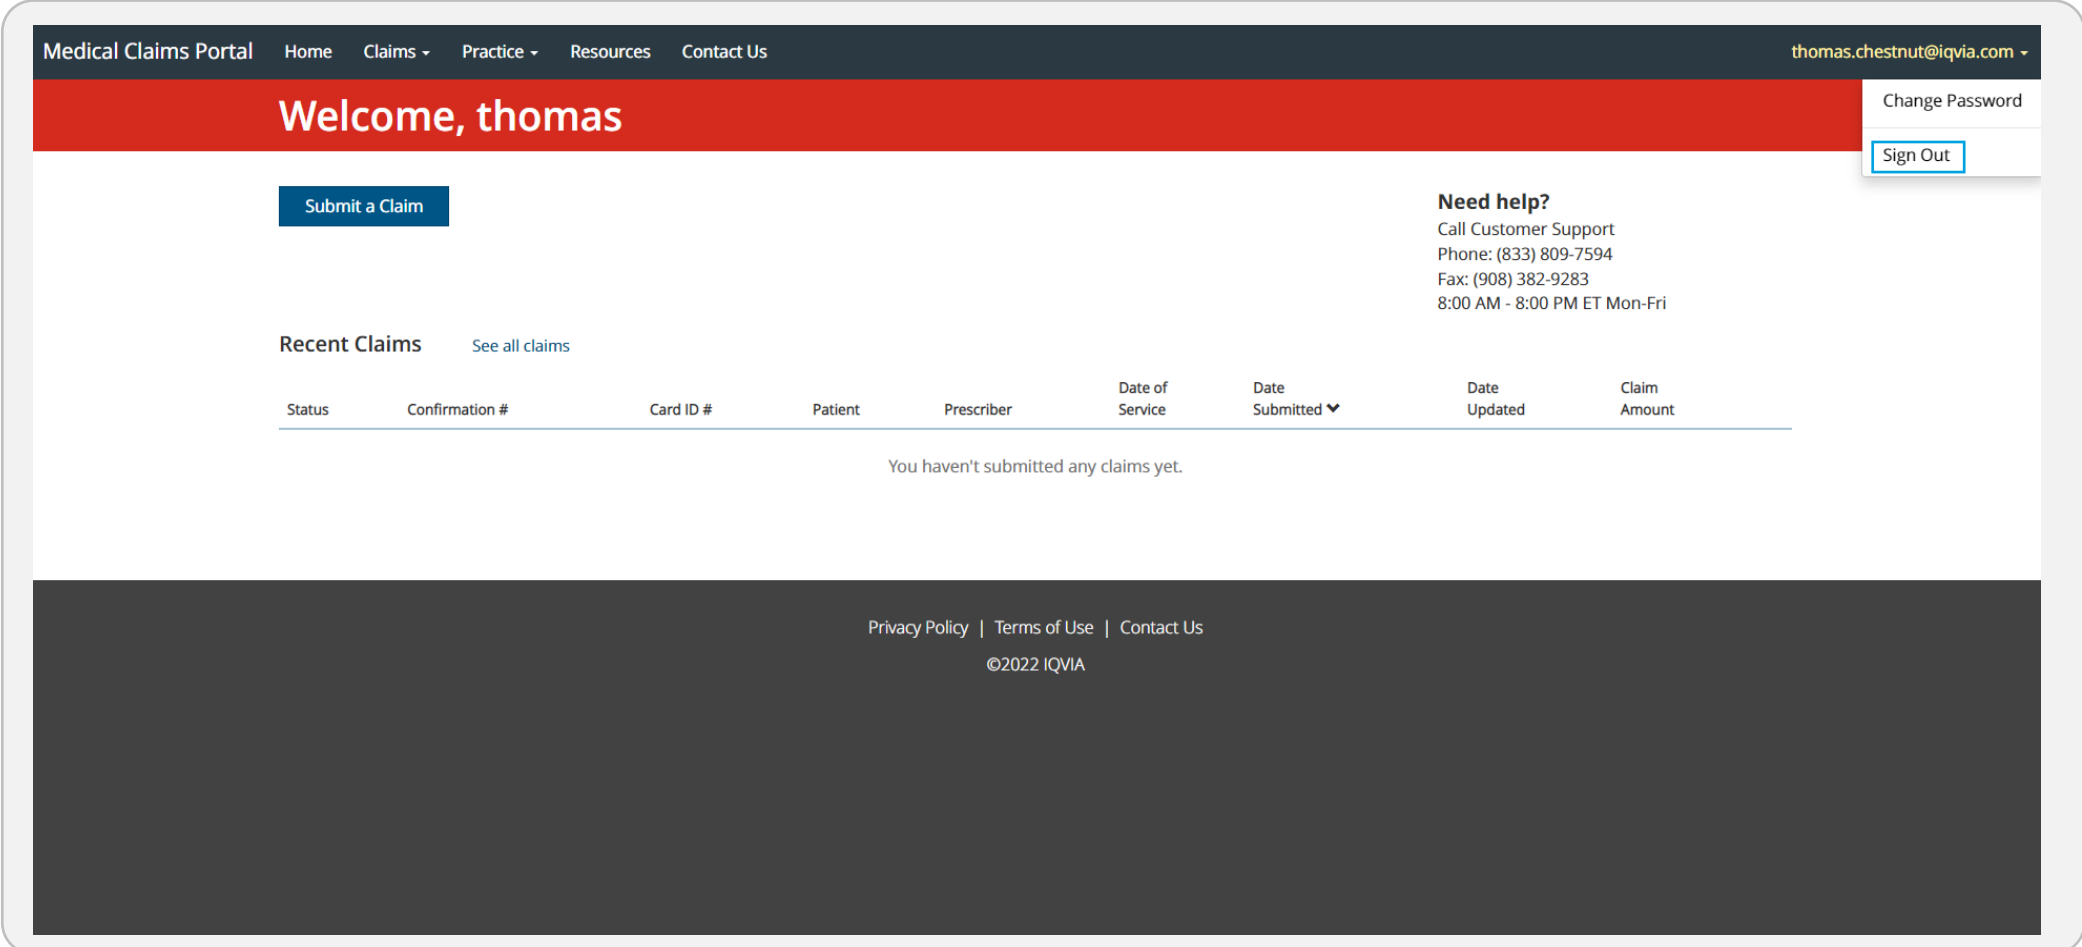 Medical Claims Portal Home Claims Practice Resources Contact Us thomas.chestnut@iqvia.com
Change Password
Sign Out
Welcome, thomas
Submit a Claim
Need help?
Call Customer Support
Phone: (833) 809-7594
Fax: (908) 382-9283
8:00 AM - 8:00 PM ET Mon-Fri
Recent Claims See all claims
Status Confirmation # Card ID # Patient Prescriber Date of Service Date Submitted Date Updated Claim Amount
You haven't submitted any claims yet.
Privacy Policy | Terms of Use | Contact Us
©2022 IQVIA